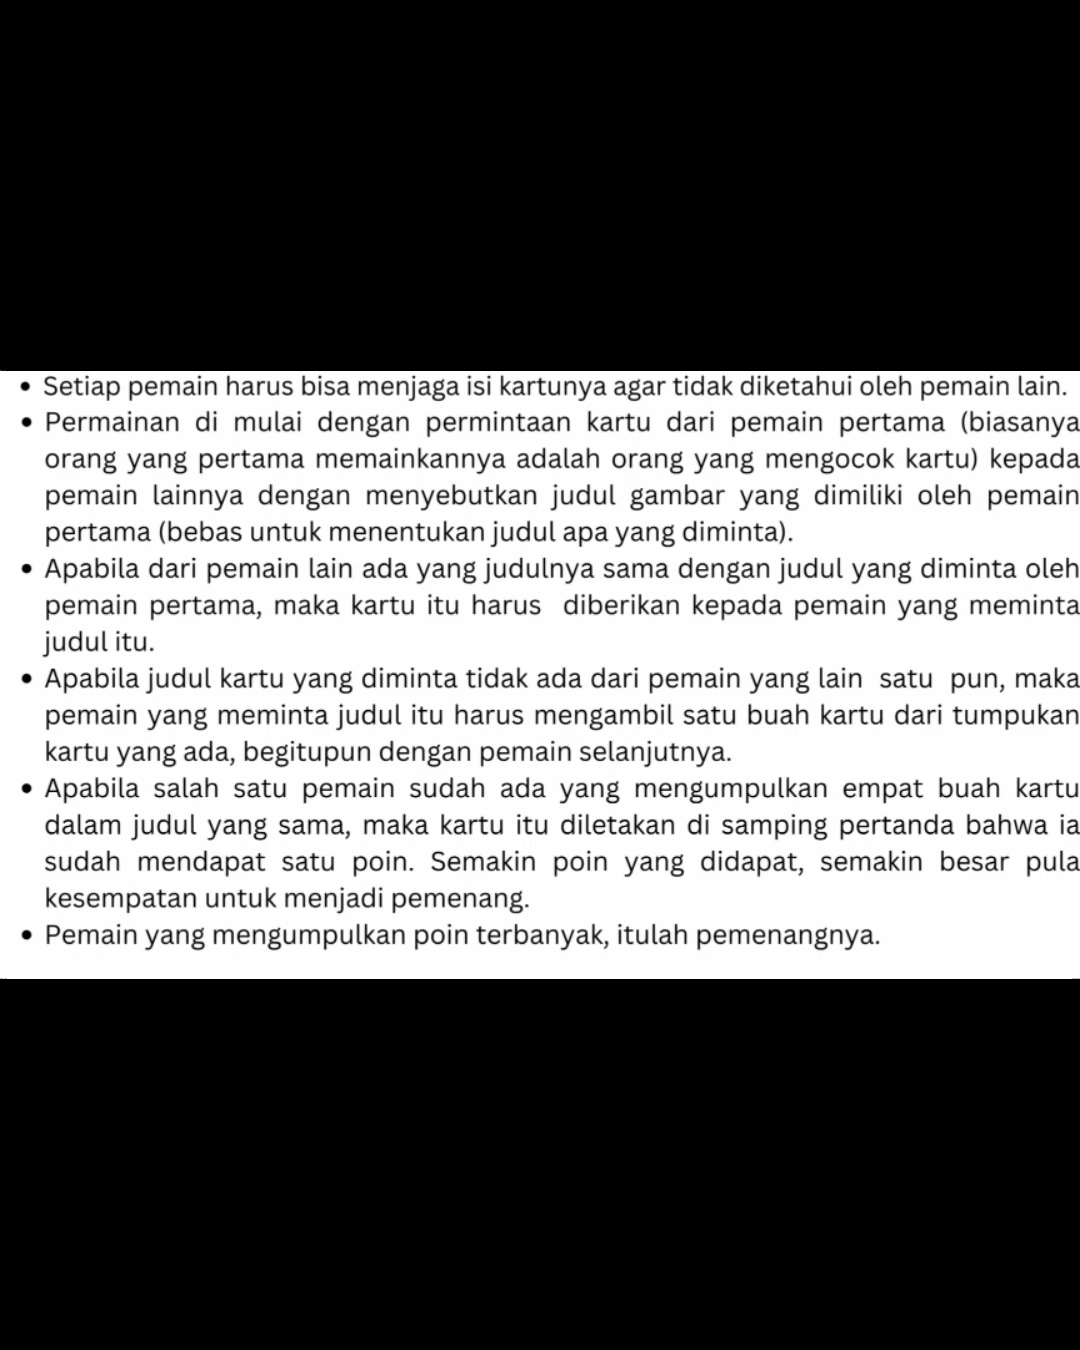 • Setiap pemain harus bisa menjaga isi kartunya agar tidak diketahui oleh pemain lain.
• Permainan di mulai dengan permintaan kartu dari pemain pertama (biasanya
orang yang pertama memainkannya adalah orang yang mengocok kartu) kepada
pemain lainnya dengan menyebutkan judul gambar yang dimiliki oleh pemain
pertama (bebas untuk menentukan judul apa yang diminta).
• Apabila dari pemain lain ada yang judulnya sama dengan judul yang diminta oleh
pemain pertama, maka kartu itu harus diberikan kepada pemain yang meminta
judul itu.
• Apabila judul kartu yang diminta tidak ada dari pemain yang lain satu pun, maka
pemain yang meminta judul itu harus mengambil satu buah kartu dari tumpukan
kartu yang ada, begitupun dengan pemain selanjutnya.
• Apabila salah satu pemain sudah ada yang mengumpulkan empat buah kartu
dalam judul yang sama, maka kartu itu diletakan di samping pertanda bahwa ia
sudah mendapat satu poin. Semakin poin yang didapat, semakin besar pula
kesempatan untuk menjadi pemenang.
• Pemain yang mengumpulkan poin terbanyak, itulah pemenangnya.